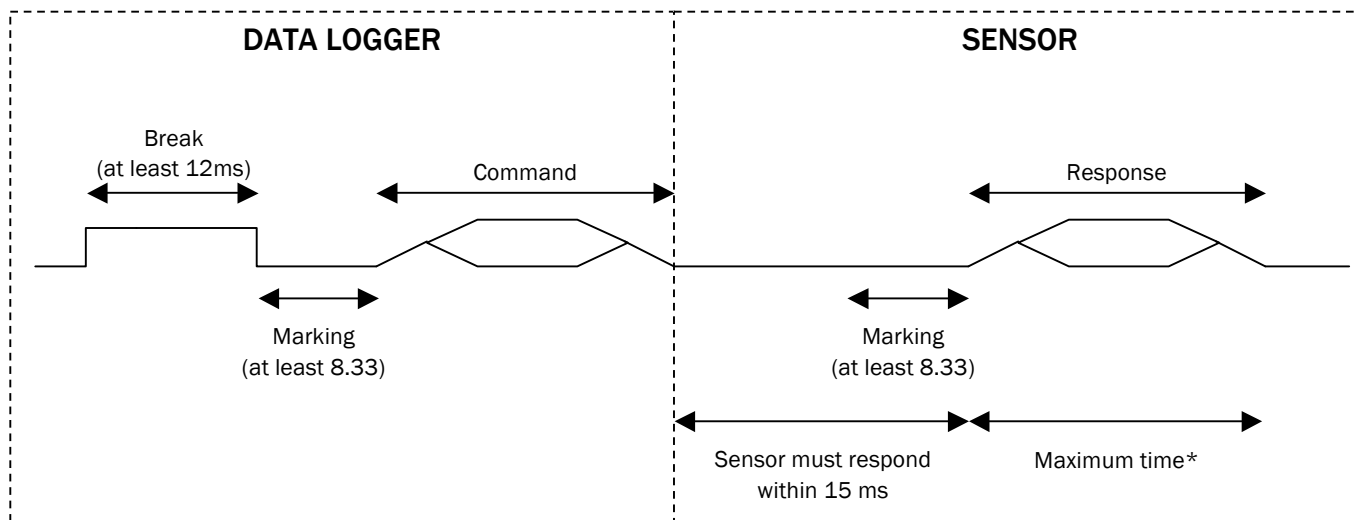 DATA LOGGER
SENSOR
Break
(at least 12ms)
Command
Response
Marking
(at least 8.33)
Marking
(at least 8.33)
Sensor must respond
within 15 ms
Maximum time*